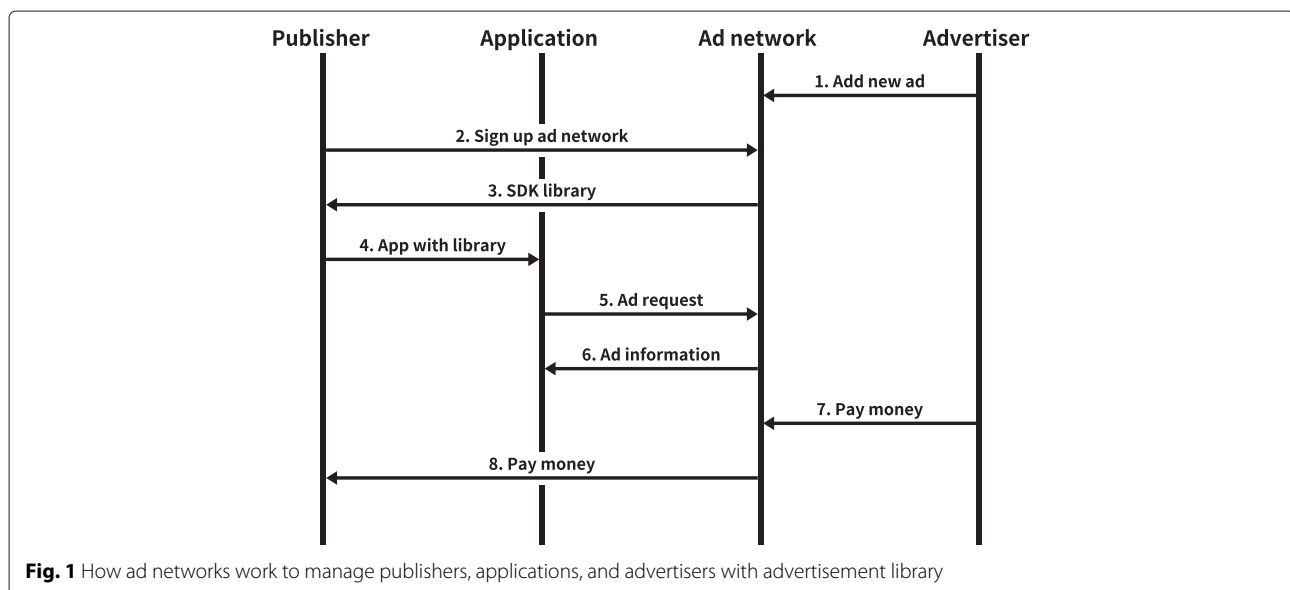 Publisher Application Ad network Advertiser
1. Add new ad
2. Sign up ad network
3. SDK library
4. App with library
5. Ad request
6. Ad information
7. Pay money
8. Pay money
Fig. 1 How ad networks work to manage publishers, applications, and advertisers with advertisement library